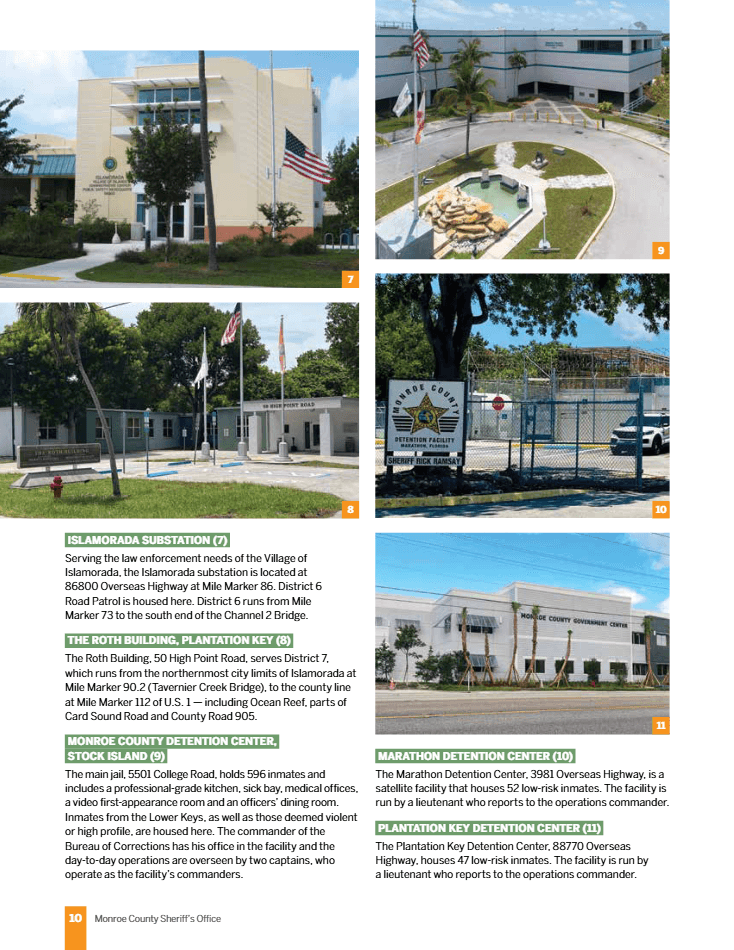 ISLAMORADA
7
9
50 HIGH POINT ROAD
THE ROTH BUILDING
8
MONROE COUNTY
DETENTION FACILITY
MARATHON, FLORIDA
SHERIFF RICK RAMSAY
10
ISLAMORADA SUBSTATION (7)
Serving the law enforcement needs of the Village of
Islamorada, the Islamorada substation is located at
86800 Overseas Highway at Mile Marker 86. District 6
Road Patrol is housed here. District 6 runs from Mile
Marker 73 to the south end of the Channel 2 Bridge.
THE ROTH BUILDING, PLANTATION KEY (8)
The Roth Building, 50 High Point Road, serves District 7,
which runs from the northernmost city limits of Islamorada at
Mile Marker 90.2 (Tavernier Creek Bridge), to the county line
at Mile Marker 112 of U.S. 1 — including Ocean Reef, parts of
Card Sound Road and County Road 905.
MONROE COUNTY DETENTION CENTER,
STOCK ISLAND (9)
The main jail, 5501 College Road, holds 596 inmates and
includes a professional-grade kitchen, sick bay, medical offices,
a video first-appearance room and an officers’ dining room.
Inmates from the Lower Keys, as well as those deemed violent
or high profile, are housed here. The commander of the
Bureau of Corrections has his office in the facility and the
day-to-day operations are overseen by two captains, who
operate as the facility’s commanders.
MONROE COUNTY GOVERNMENT CENTER
11
MARATHON DETENTION CENTER (10)
The Marathon Detention Center, 3981 Overseas Highway, is a
satellite facility that houses 52 low-risk inmates. The facility is
run by a lieutenant who reports to the operations commander.
PLANTATION KEY DETENTION CENTER (11)
The Plantation Key Detention Center, 88770 Overseas
Highway, houses 47 low-risk inmates. The facility is run by
a lieutenant who reports to the operations commander.
10 Monroe County Sheriff’s Office